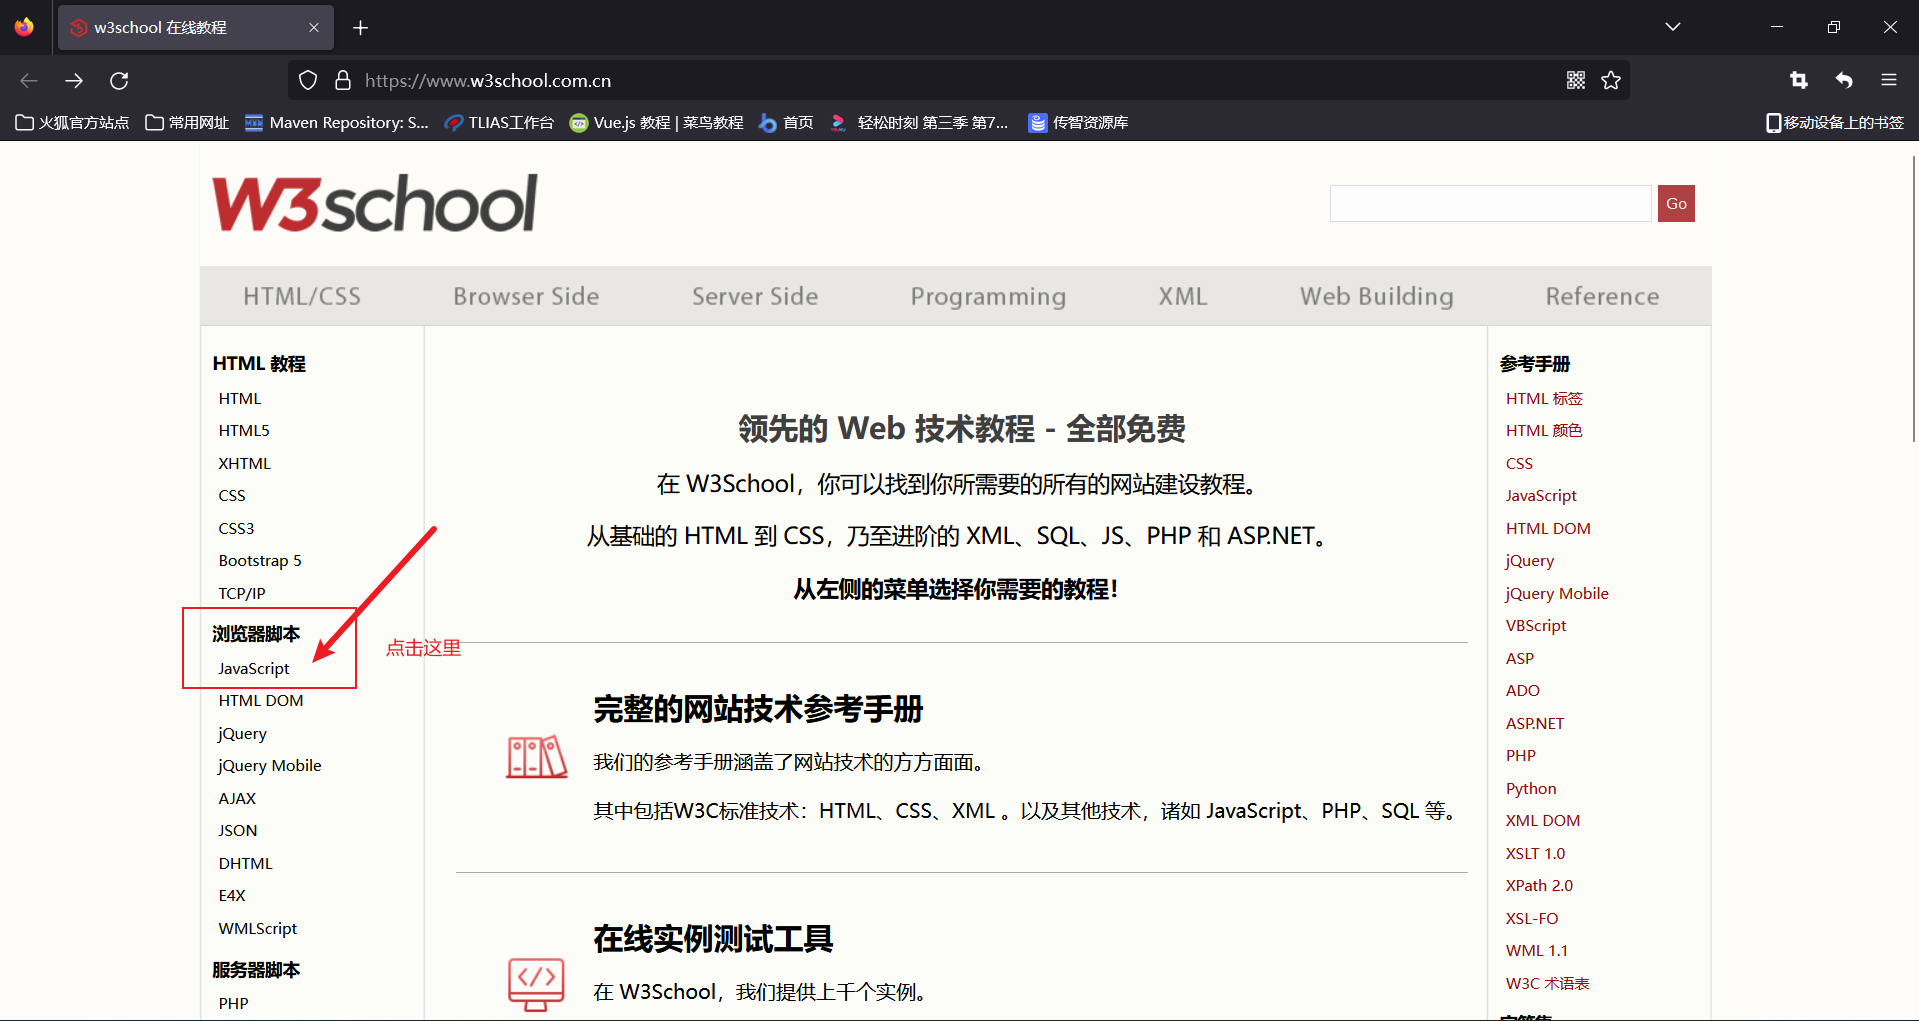 w3school 在线教程
https://www.w3school.com.cn
火狐官方站点
常用网址
Maven Repository: S...
TLIAS工作台
Vue.js 教程 | 菜鸟教程
首页
轻松时刻 第三季 第7...
传智资源库
移动设备上的书签
W3school
Go
HTML/CSS
Browser Side
Server Side
Programming
XML
Web Building
Reference
HTML 教程
HTML
HTML5
XHTML
CSS
CSS3
Bootstrap 5
TCP/IP
浏览器脚本
JavaScript
HTML DOM
jQuery
jQuery Mobile
AJAX
JSON
DHTML
E4X
WMLScript
服务器脚本
PHP
点击这里
领先的 Web 技术教程 - 全部免费
在 W3School，你可以找到你所需要的所有的网站建设教程。
从基础的 HTML 到 CSS，乃至进阶的 XML、SQL、JS、PHP 和 ASP.NET。
从左侧的菜单选择你需要的教程！
完整的网站技术参考手册
我们的参考手册涵盖了网站技术的方方面面。
其中包括W3C标准技术：HTML、CSS、XML 。以及其他技术，诸如 JavaScript、PHP、SQL 等。
在线实例测试工具
在 W3School，我们提供上千个实例。
参考手册
HTML 标签
HTML 颜色
CSS
JavaScript
HTML DOM
jQuery
jQuery Mobile
VBScript
ASP
ADO
ASP.NET
PHP
Python
XML DOM
XSLT 1.0
XPath 2.0
XSL-FO
WML 1.1
W3C 术语表